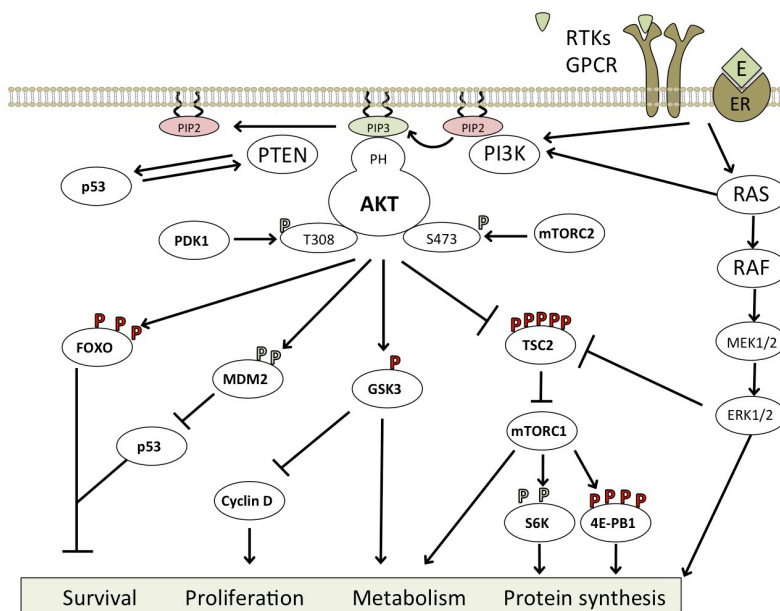 RTKs
GPCR
E
ER
PIP2
PIP3
PIP2
PTEN
PH
PI3K
p53
AKT
RAS
P
P
PDK1
T308
S473
mTORC2
RAF
P P P
P P P P P
FOXO
TSC2
MEK1/2
P P
P
MDM2
GSK3
ERK1/2
p53
mTORC1
Cyclin D
P P
P P P P
S6K
4E-PB1
Survival Proliferation Metabolism Protein synthesis